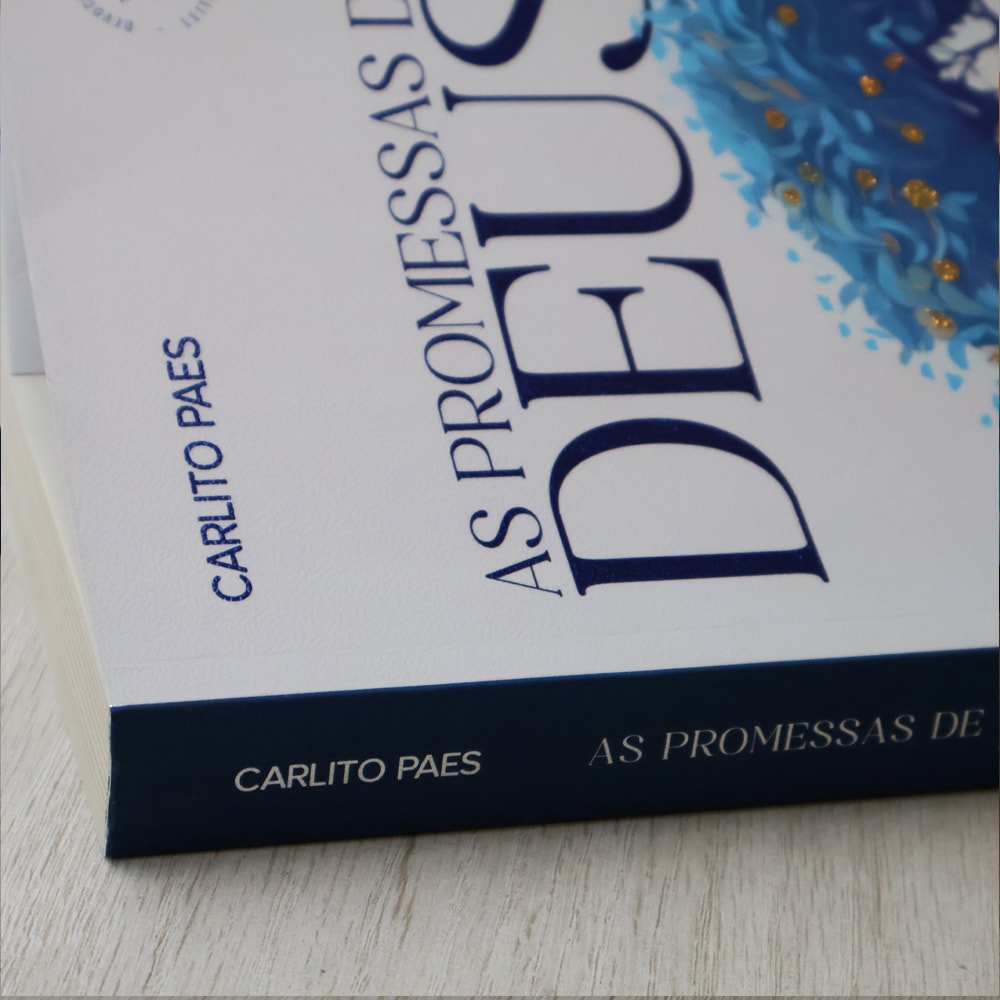 CARLITO PAES
AS PROMESSAS D
DEUS
CARLITO PAES
AS PROMESSAS DE